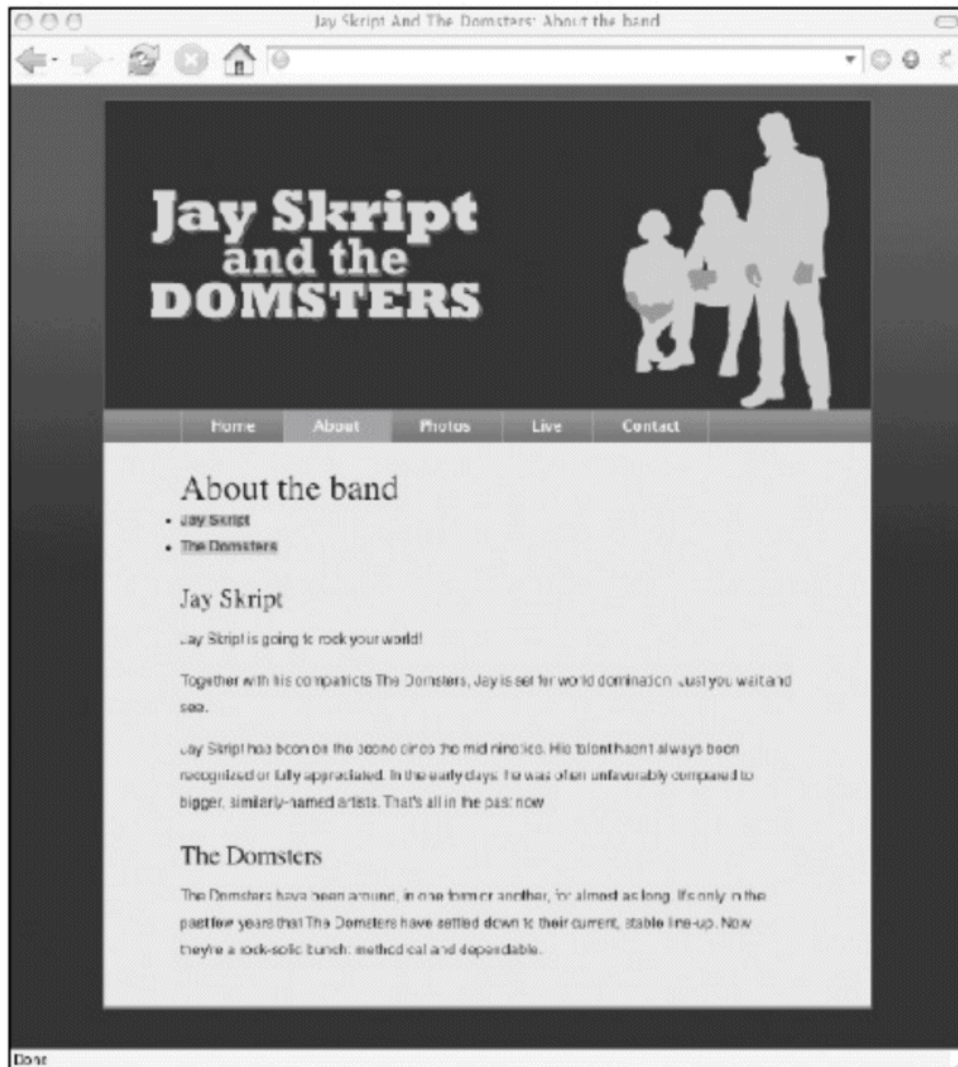 Jay Skript And The Domsters: About the band
Jay Skript
and the
DOMSTERS
Home About Photos Live Contact
About the band
Jay Skript
The Domsters
Jay Skript
Jay Skript is going to rock your world!
Together with his compatriots The Domsters, Jay is set for world domination. Just you wait and
see.
Jay Skript has been on the scene since the mid nineties. His talent hasn't always been
recognized or fully appreciated. In the early days, he was often unfavorably compared to
bigger, similarly-named artists. That's all in the past now.
The Domsters
The Domsters have been around, in one form or another, for almost as long. It's only in the
past few years that The Domsters have settled down to their current, stable line-up. Now
they're a rock-solid bunch: methodical and dependable.
Done